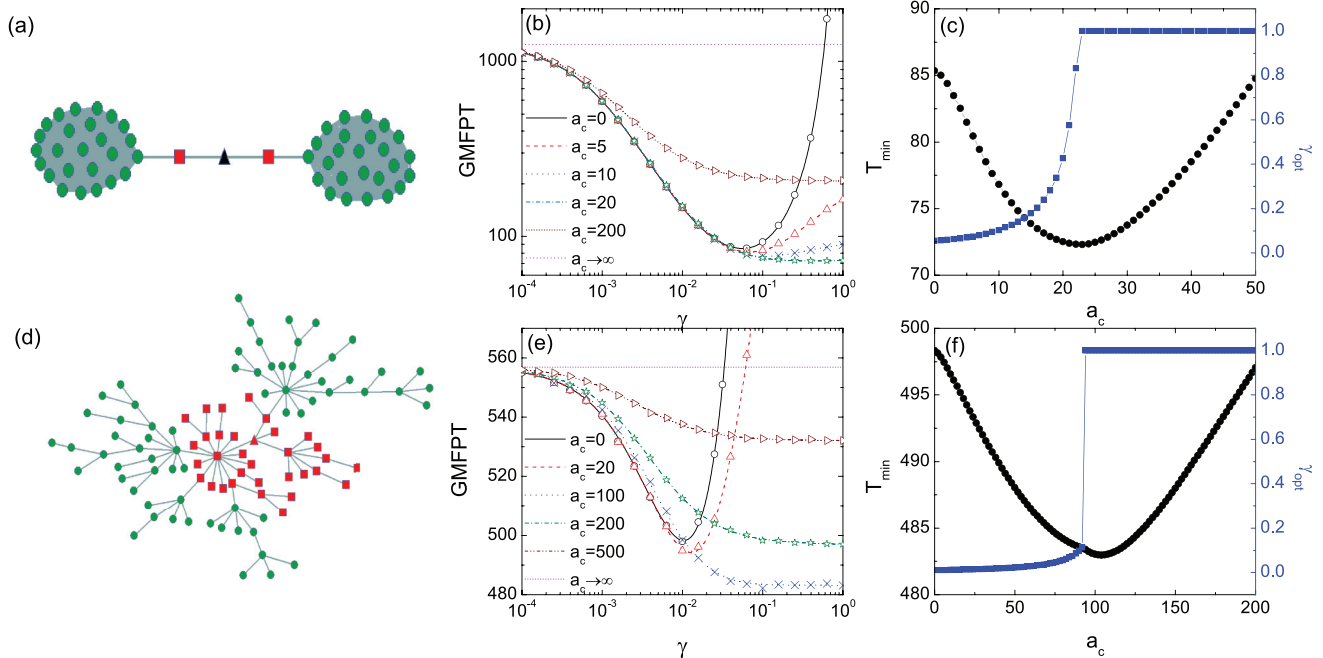 (a)
(b)
GMFPT
1000
100
a_c=0
a_c=5
a_c=10
a_c=20
a_c=200
a_c→∞
10^-4 10^-3 10^-2 10^-1 10^0
γ
(c)
T_min
90
85
80
75
70
0 10 20 30 40 50
a_c
1.0
0.8
0.6
0.4
0.2
0.0
γ_opt
(d)
(e)
GMFPT
560
540
520
500
480
a_c=0
a_c=20
a_c=100
a_c=200
a_c=500
a_c→∞
10^-4 10^-3 10^-2 10^-1 10^0
γ
(f)
T_min
500
495
490
485
480
0 50 100 150 200
a_c
1.0
0.8
0.6
0.4
0.2
0.0
γ_opt